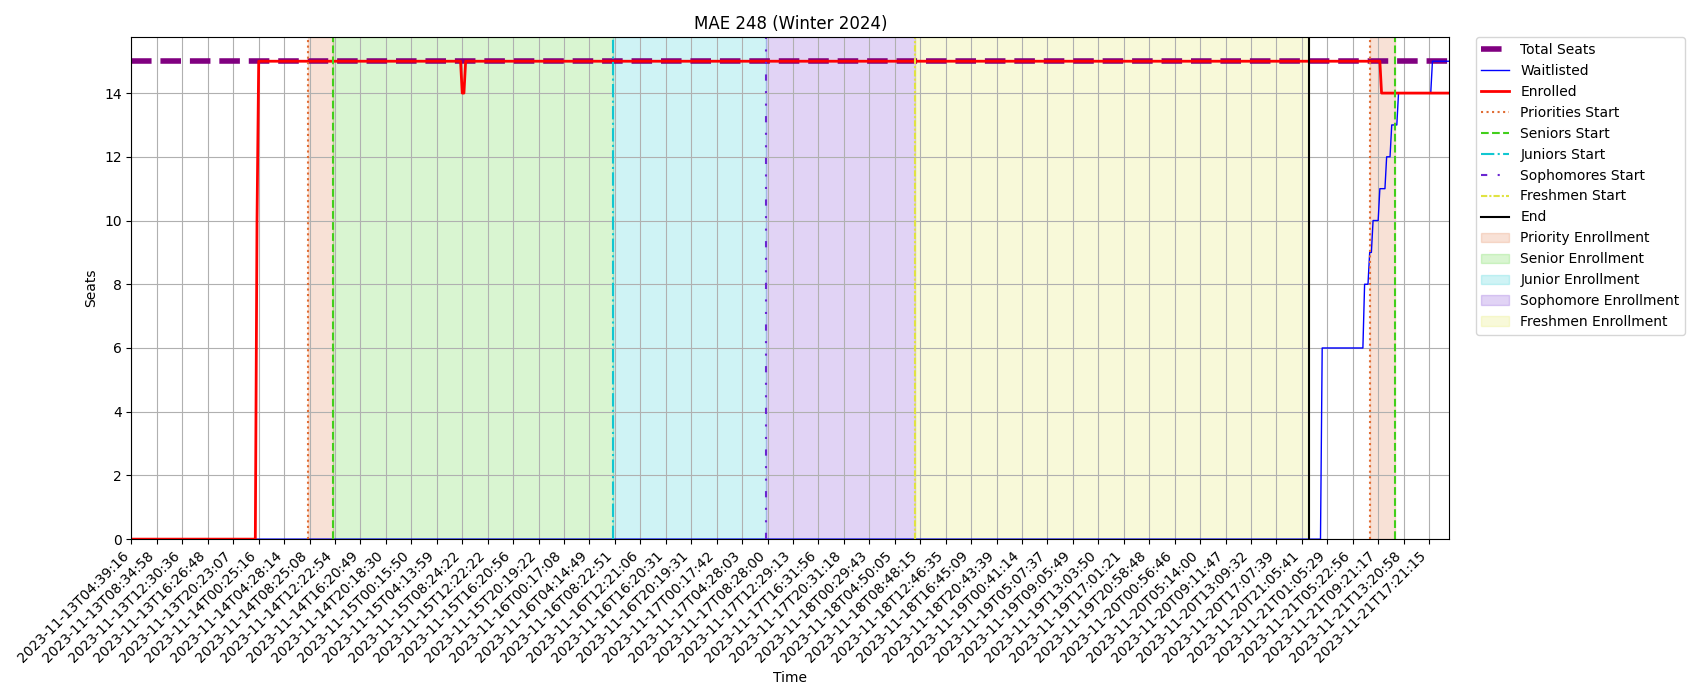 MAE 248 (Winter 2024)
Total Seats
Waitlisted
Enrolled
Priorities Start
Seniors Start
Juniors Start
Sophomores Start
Freshmen Start
End
Priority Enrollment
Senior Enrollment
Junior Enrollment
Sophomore Enrollment
Freshmen Enrollment
Seats
14
12
10
8
6
4
2
0
2023-11-13T04:39:16
2023-11-13T08:34:58
2023-11-13T12:30:36
2023-11-13T16:26:48
2023-11-13T20:23:07
2023-11-14T00:25:16
2023-11-14T04:28:14
2023-11-14T08:25:08
2023-11-14T12:22:54
2023-11-14T16:20:49
2023-11-14T20:18:30
2023-11-15T00:15:50
2023-11-15T04:13:59
2023-11-15T08:24:22
2023-11-15T12:22:22
2023-11-15T16:20:56
2023-11-15T20:19:22
2023-11-16T00:17:08
2023-11-16T04:14:49
2023-11-16T08:22:51
2023-11-16T12:21:06
2023-11-16T16:20:31
2023-11-16T20:19:31
2023-11-17T00:17:42
2023-11-17T04:28:03
2023-11-17T08:28:00
2023-11-17T12:29:13
2023-11-17T16:31:56
2023-11-17T20:31:18
2023-11-18T00:29:43
2023-11-18T04:50:05
2023-11-18T08:48:15
2023-11-18T12:46:35
2023-11-18T16:45:09
2023-11-18T20:43:39
2023-11-19T00:41:14
2023-11-19T05:07:37
2023-11-19T09:05:49
2023-11-19T13:03:50
2023-11-19T17:01:21
2023-11-19T20:58:48
2023-11-20T00:56:46
2023-11-20T05:14:00
2023-11-20T09:11:47
2023-11-20T13:09:32
2023-11-20T17:07:39
2023-11-20T21:05:41
2023-11-21T01:05:29
2023-11-21T05:22:56
2023-11-21T09:21:17
2023-11-21T13:20:58
2023-11-21T17:21:15
Time